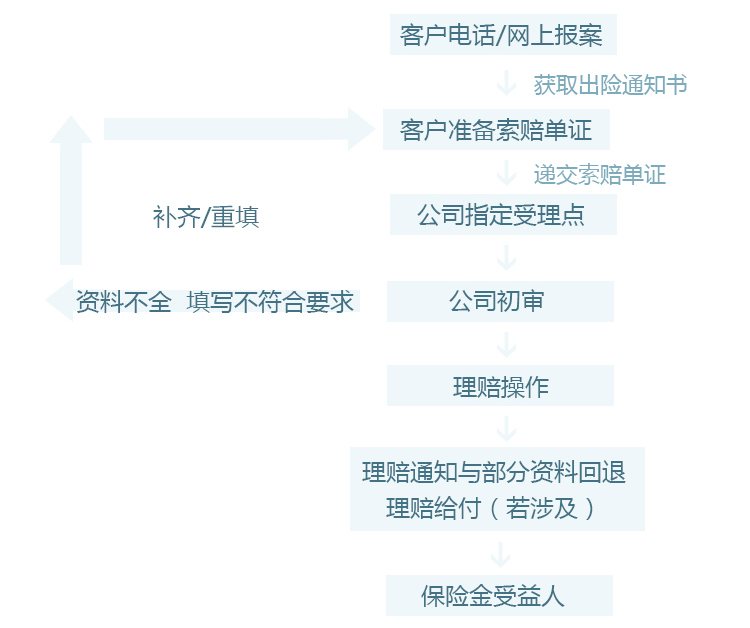 客户电话/网上报案
获取出险通知书
客户准备索赔单证
递交索赔单证
公司指定受理点
补齐/重填
公司初审
资料不全 填写不符合要求
理赔操作
理赔通知与部分资料回退
理赔给付（若涉及）
保险金受益人